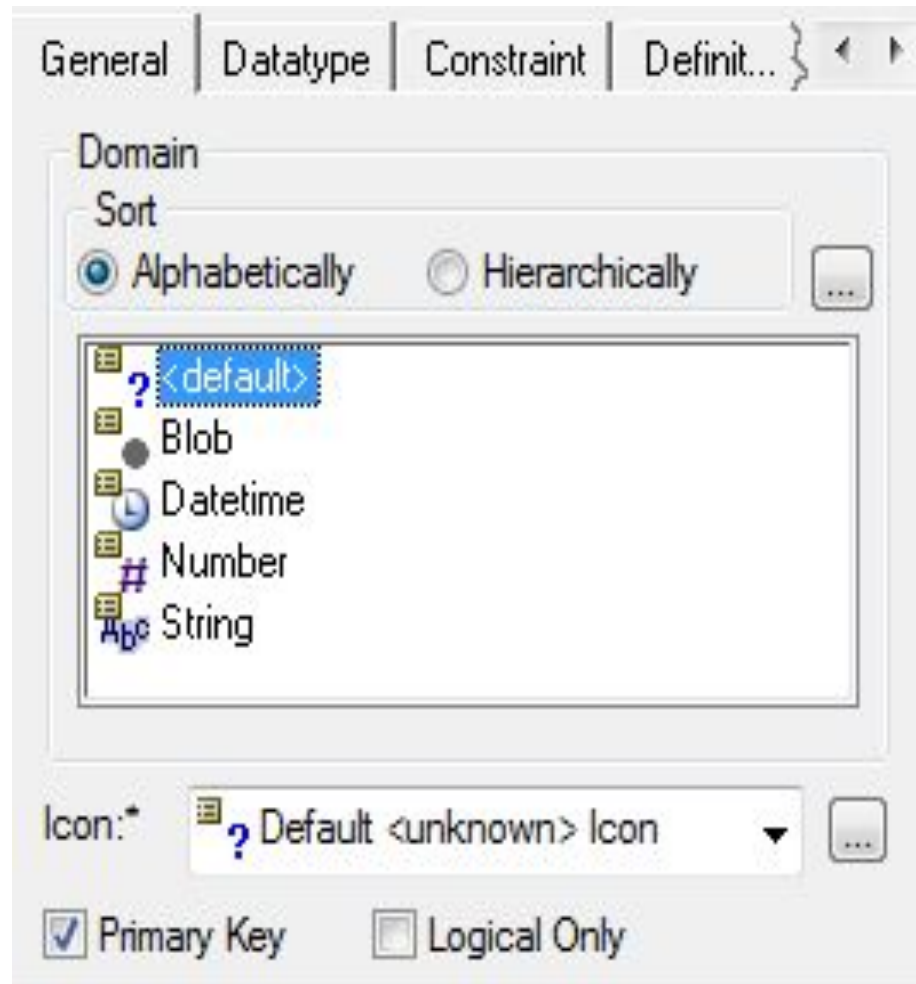 General Datatype Constraint Definit...
Domain
Sort
Alphabetically Hierarchically ...
? <default>
Blob
Datetime
# Number
ABC String
Icon:* ? Default <unknown> Icon ...
Primary Key Logical Only